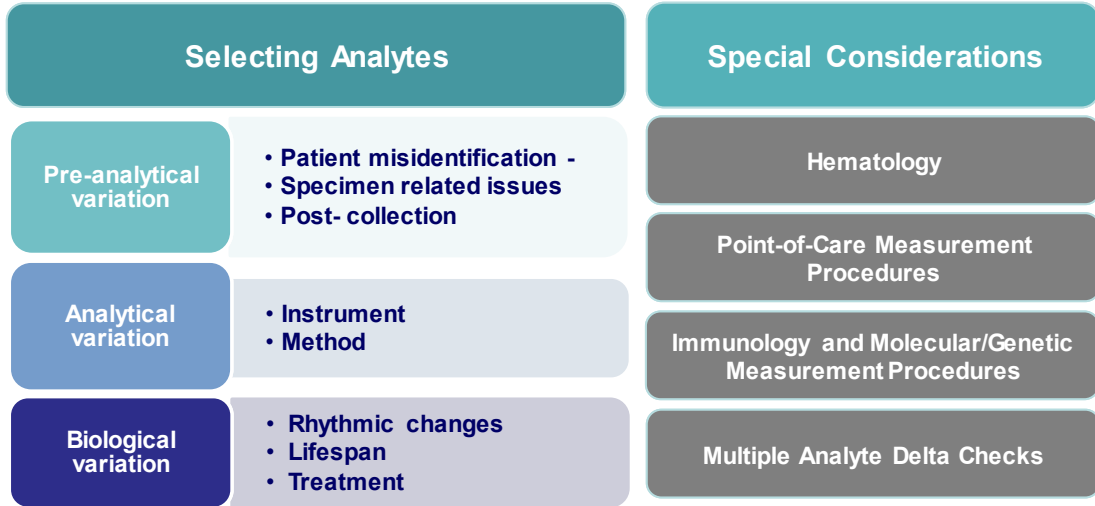 Selecting Analytes
Pre-analytical
variation
• Patient misidentification -
• Specimen related issues
• Post- collection
Analytical
variation
• Instrument
• Method
Biological
variation
• Rhythmic changes
• Lifespan
• Treatment
Special Considerations
Hematology
Point-of-Care Measurement
Procedures
Immunology and Molecular/Genetic
Measurement Procedures
Multiple Analyte Delta Checks